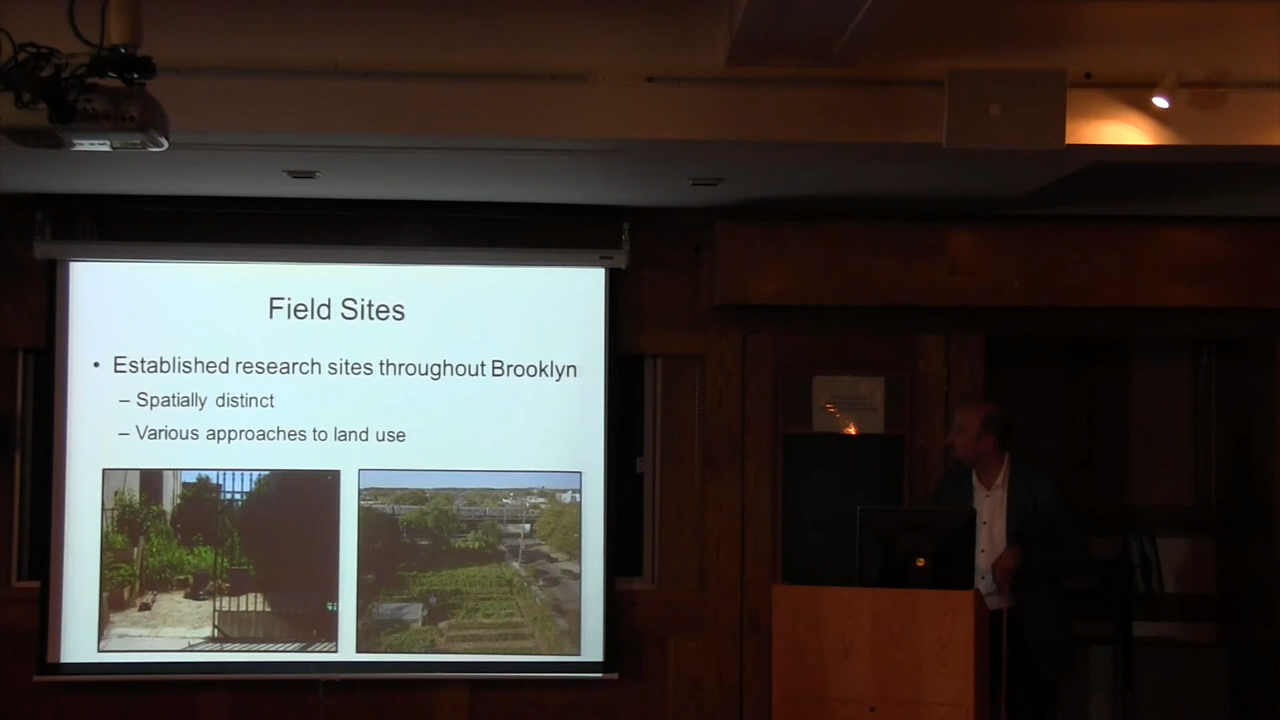 Field Sites
• Established research sites throughout Brooklyn
– Spatially distinct
– Various approaches to land use